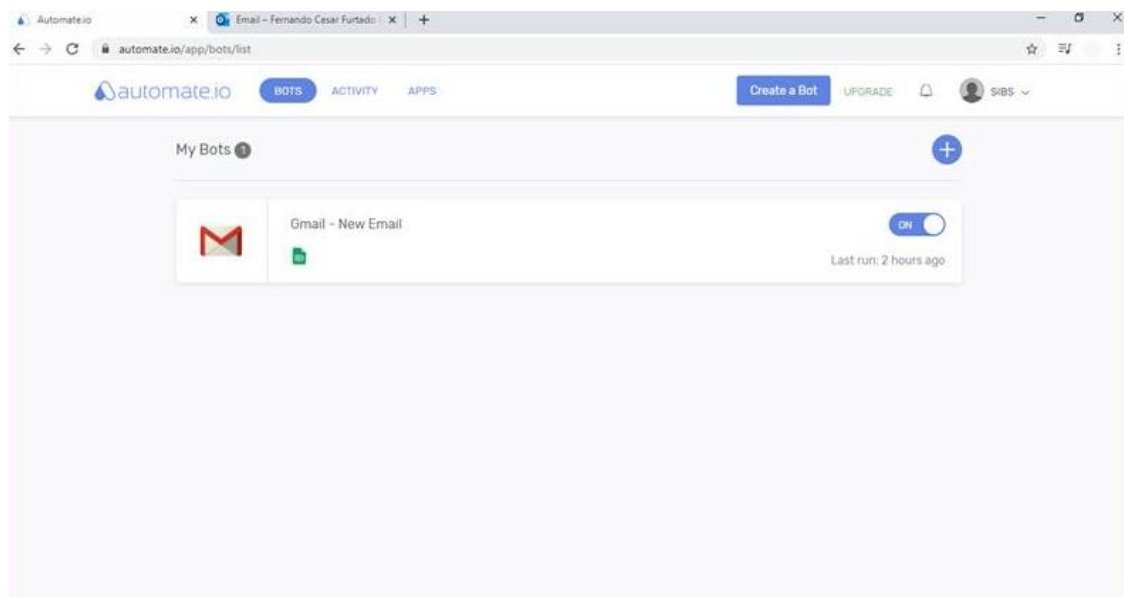 Automate.io Email – Fernando Cesar Furtado
automate.io/app/bots/list
automate.io BOTS ACTIVITY APPS Create a Bot UPGRADE SIBS
My Bots 1
Gmail - New Email ON
Last run: 2 hours ago